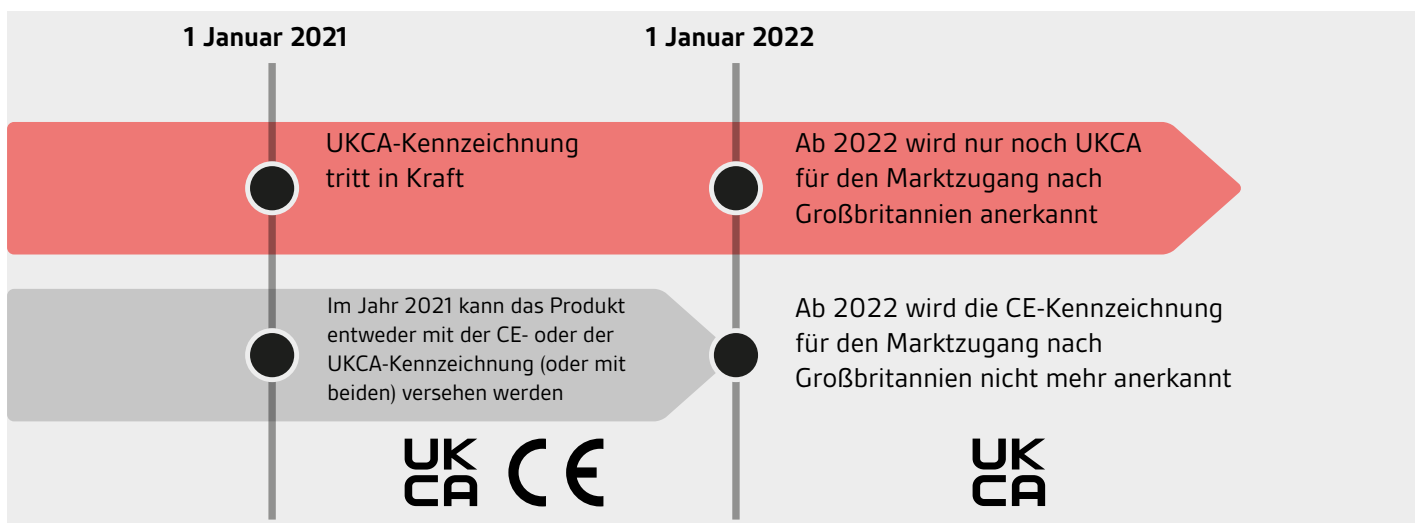 1 Januar 2021
1 Januar 2022
UKCA-Kennzeichnung
tritt in Kraft
Ab 2022 wird nur noch UKCA
für den Marktzugang nach
Großbritannien anerkannt
Im Jahr 2021 kann das Produkt
entweder mit der CE- oder der
UKCA-Kennzeichnung (oder mit
beiden) versehen werden
Ab 2022 wird die CE-Kennzeichnung
für den Marktzugang nach
Großbritannien nicht mehr anerkannt
UK
CA
CE
UK
CA